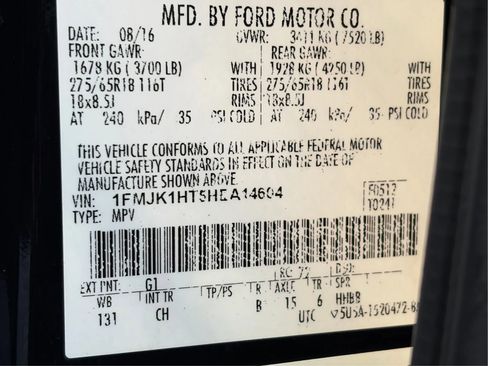 MFD. BY FORD MOTOR CO.
DATE: 08/16 GVWR: 3411 KG (7520 LB)
FRONT GAWR: REAR GAWR:
1678 KG (3700 LB) WITH 1928 KG (4250 LB) WITH
275/65R18 116T TIRES 275/65R18 116T TIRES
18x8.5J RIMS 18x8.5J RIMS
AT 240 kPa/ 35 PSI COLD AT 240 kPa/ 35 PSI COLD
THIS VEHICLE CONFORMS TO ALL APPLICABLE FEDERAL MOTOR
VEHICLE SAFETY STANDARDS IN EFFECT ON THE DATE OF
MANUFACTURE SHOWN ABOVE.
VIN: 1FMJK1HT5HEA14604
TYPE: MPV
EXT PNT: G1 RC: 72 DSO:
WB INT TR TP/PS R AXLE TR SPR
131 CH B 15 6 HHBB
UTC